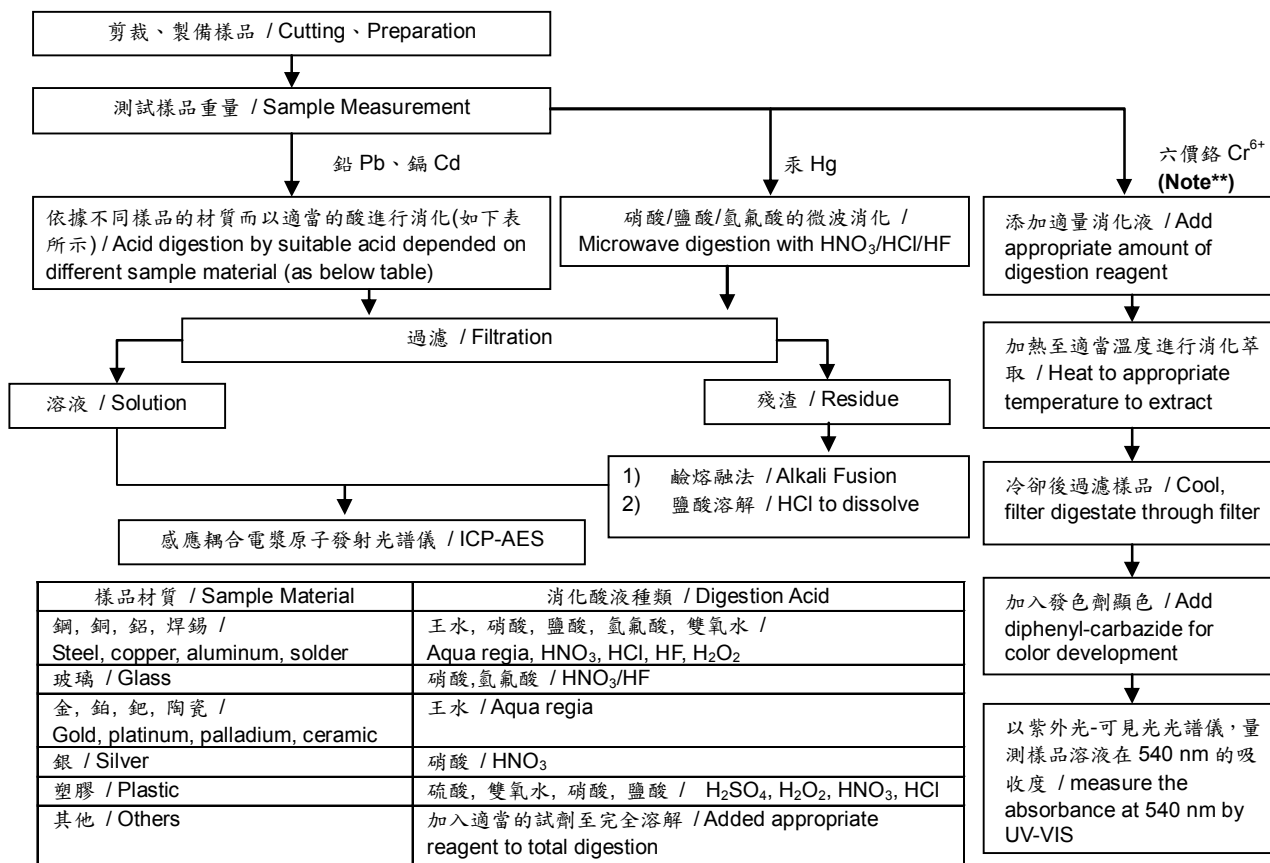 剪裁、製備樣品 / Cutting、Preparation
測試樣品重量 / Sample Measurement
鉛 Pb、鎘 Cd
汞 Hg
六價鉻 Cr⁶⁺
(Note**)
依據不同樣品的材質而以適當的酸進行消化(如下表
所示) / Acid digestion by suitable acid depended on
different sample material (as below table)
硝酸/鹽酸/氫氟酸的微波消化 /
Microwave digestion with HNO₃/HCl/HF
添加適量消化液 / Add
appropriate amount of
digestion reagent
過濾 / Filtration
加熱至適當溫度進行消化萃
取 / Heat to appropriate
temperature to extract
溶液 / Solution
殘渣 / Residue
1) 鹼熔融法 / Alkali Fusion
2) 鹽酸溶解 / HCl to dissolve
冷卻後過濾樣品 / Cool,
filter digestate through filter
感應耦合電漿原子發射光譜儀 / ICP-AES
加入發色劑顯色 / Add
diphenyl-carbazide for
color development
以紫外光-可見光光譜儀，量
測樣品溶液在 540 nm 的吸
收度 / measure the
absorbance at 540 nm by
UV-VIS
樣品材質 / Sample Material 消化酸液種類 / Digestion Acid
鋼, 銅, 鋁, 焊錫 / 王水, 硝酸, 鹽酸, 氫氟酸, 雙氧水 /
Steel, copper, aluminum, solder Aqua regia, HNO₃, HCl, HF, H₂O₂
玻璃 / Glass 硝酸,氫氟酸 / HNO₃/HF
金, 鉑, 鈀, 陶瓷 / 王水 / Aqua regia
Gold, platinum, palladium, ceramic
銀 / Silver 硝酸 / HNO₃
塑膠 / Plastic 硫酸, 雙氧水, 硝酸, 鹽酸 / H₂SO₄, H₂O₂, HNO₃, HCl
其他 / Others 加入適當的試劑至完全溶解 / Added appropriate
reagent to total digestion